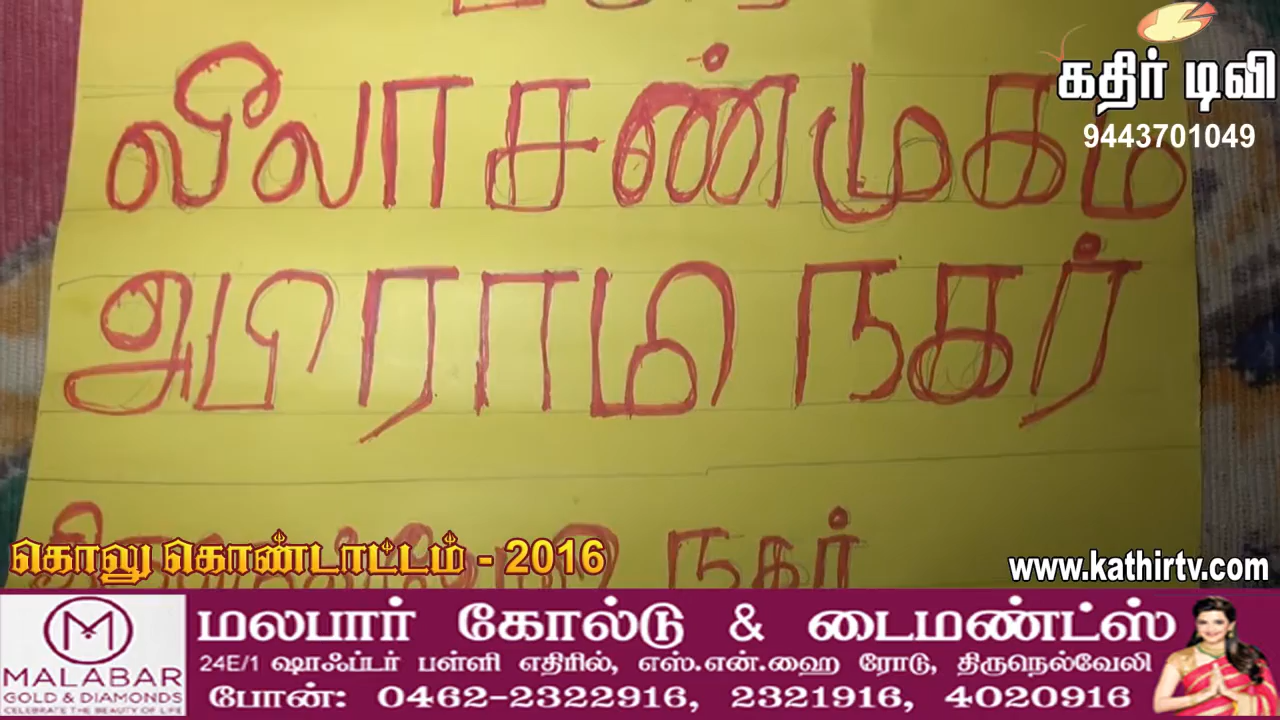 லீலாசண்முகம்
அபிராமி நகர்
நகர்
கதிர் டிவி
9443701049
கொலு கொண்டாட்டம் - 2016
www.kathirtv.com
MALABAR
GOLD & DIAMONDS
CELEBRATE THE BEAUTY OF LIFE
மலபார் கோல்டு & டைமண்ட்ஸ்
24E/1 ஷாஃப்டர் பள்ளி எதிரில், எஸ்.என்.ஹை ரோடு, திருநெல்வேலி
போன்: 0462-2322916, 2321916, 4020916